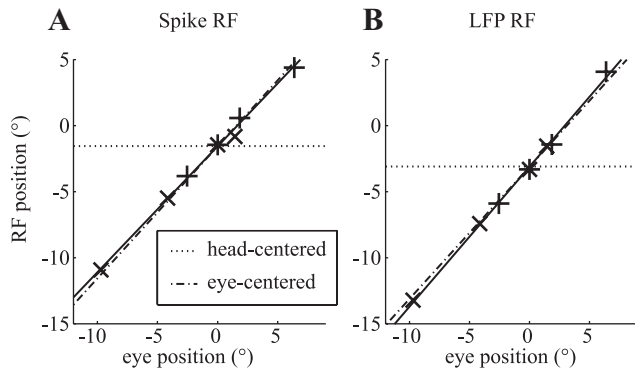 A Spike RF
B LFP RF
RF position (°)
5
0
-5
-10
-15
-10 -5 0 5
eye position (°)
head-centered
eye-centered
5
0
-5
-10
-15
-10 -5 0 5
eye position (°)